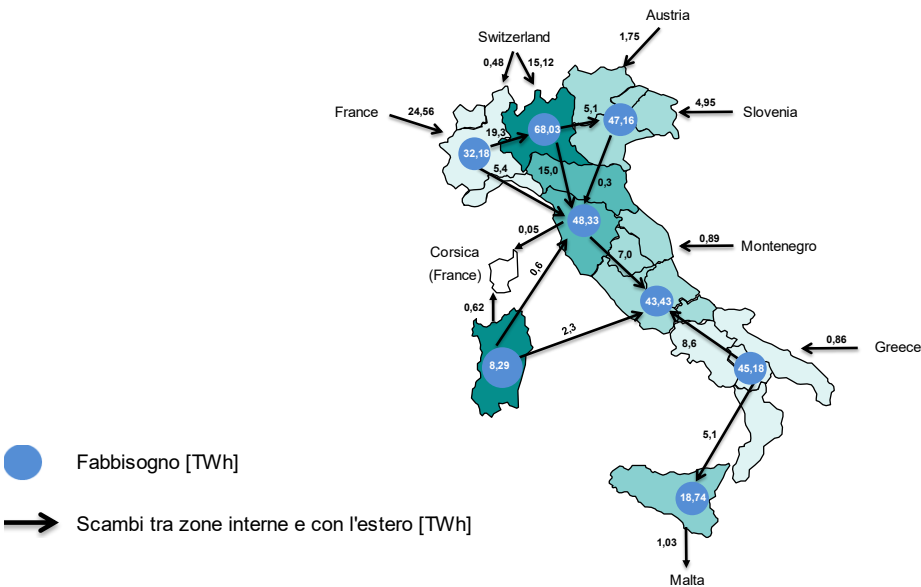 Austria
Switzerland
1,75
0,48
15,12
France
24,56
5,1
4,95
Slovenia
47,16
68,03
19,3
32,18
5,4
15,0
0,3
48,33
0,05
Corsica
(France)
0,6
7,0
0,89
Montenegro
0,62
43,43
2,3
8,6
0,86
Greece
8,29
45,18
5,1
Fabbisogno [TWh]
18,74
Scambi tra zone interne e con l'estero [TWh]
1,03
Malta